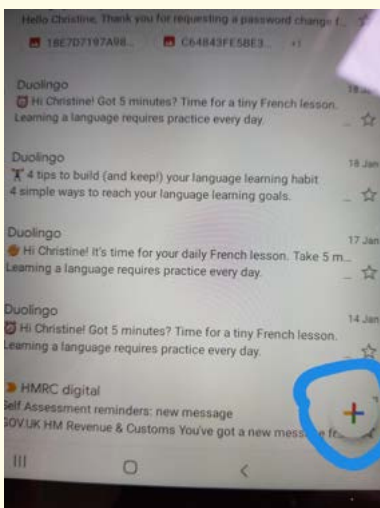 Hello Christine, Thank you for requesting a password change f...
18E7D7197A98... C64843FE5BE3... +1
Duolingo
Hi Christine! Got 5 minutes? Time for a tiny French lesson.
Learning a language requires practice every day.
Duolingo 18 Jan
4 tips to build (and keep!) your language learning habit
4 simple ways to reach your language learning goals.
Duolingo 17 Jan
Hi Christine! It's time for your daily French lesson. Take 5 m...
Learning a language requires practice every day.
Duolingo 14 Jan
Hi Christine! Got 5 minutes? Time for a tiny French lesson.
Learning a language requires practice every day.
HMRC digital
Self Assessment reminders: new message
GOV.UK HM Revenue & Customs You've got a new message fr...